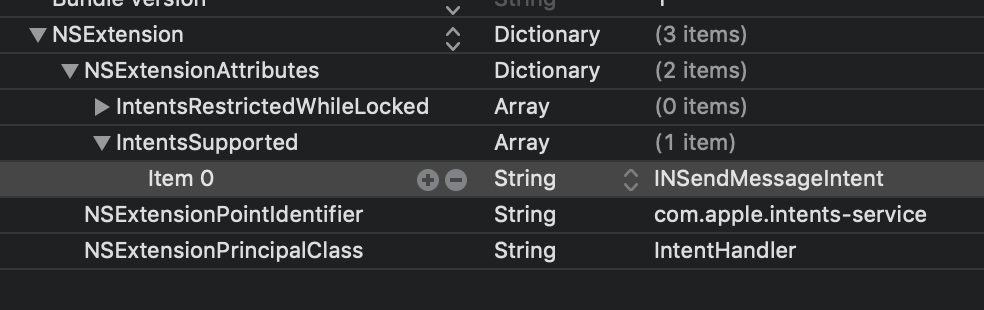 Bundle version String 1
NSExtension Dictionary (3 items)
NSExtensionAttributes Dictionary (2 items)
IntentsRestrictedWhileLocked Array (0 items)
IntentsSupported Array (1 item)
Item 0 String INSendMessageIntent
NSExtensionPointIdentifier String com.apple.intents-service
NSExtensionPrincipalClass String IntentHandler